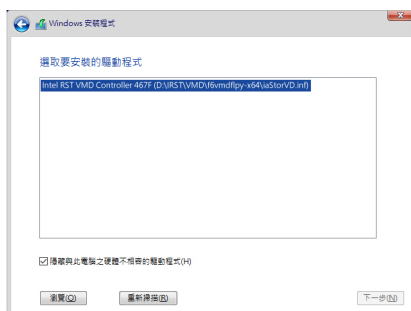 Windows 安裝程式
選取要安裝的驅動程式
Intel RST VMD Controller 467F (D:\IRST\VMD\f6vmdflpy-x64\iaStorVD.inf)
隱藏與此電腦之硬體不相容的驅動程式(H)
瀏覽(O)
重新掃描(R)
下一步(N)